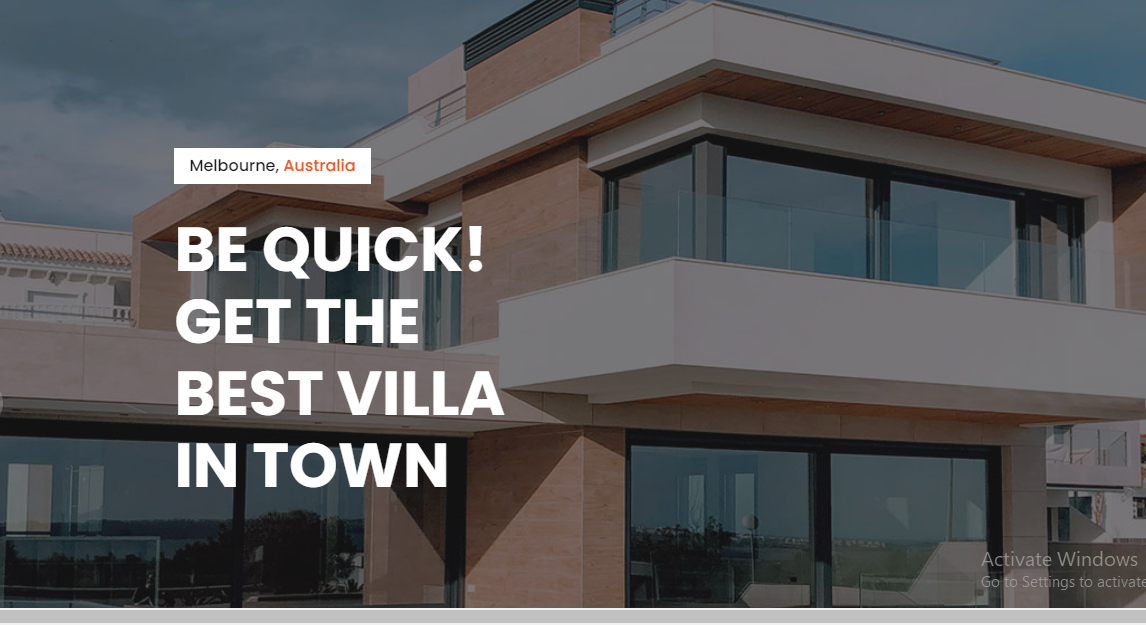 Melbourne, Australia
BE QUICK!
GET THE
BEST VILLA
IN TOWN
Activate Windows
Go to Settings to activate